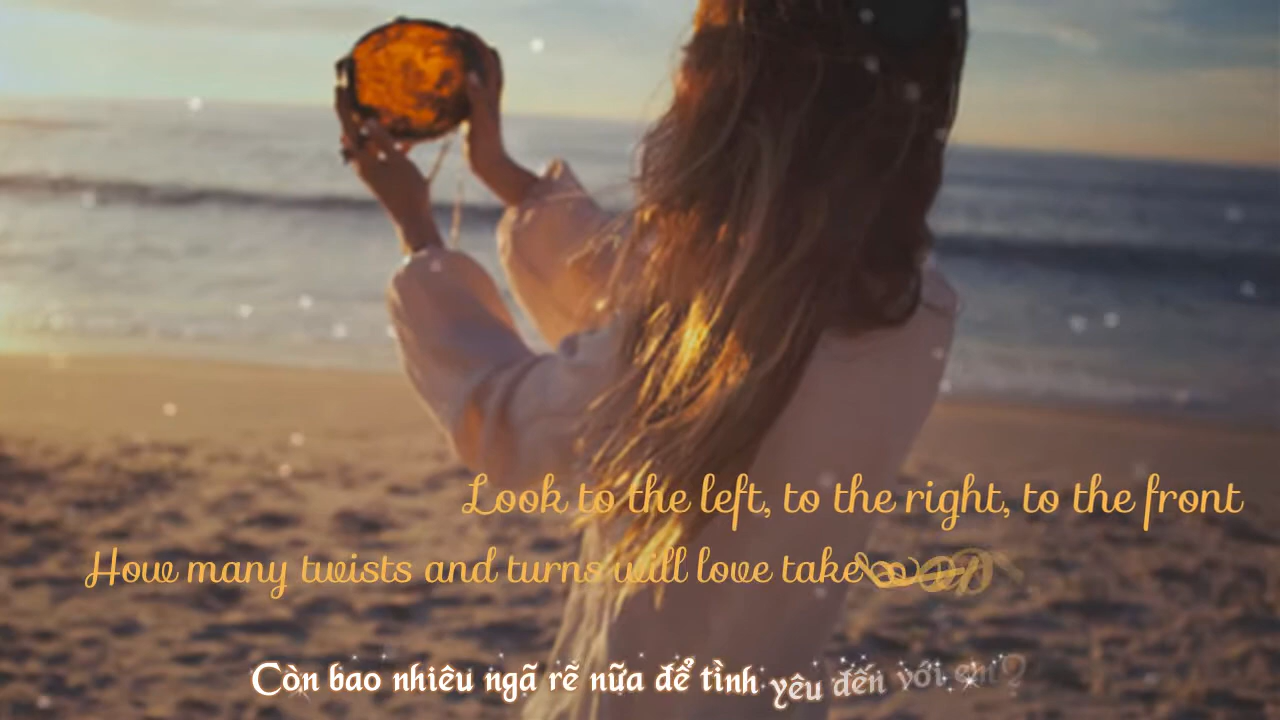 Look to the left, to the right, to the front
How many twists and turns will love take
Còn bao nhiêu ngã rẽ nữa để tình yêu đến với em?